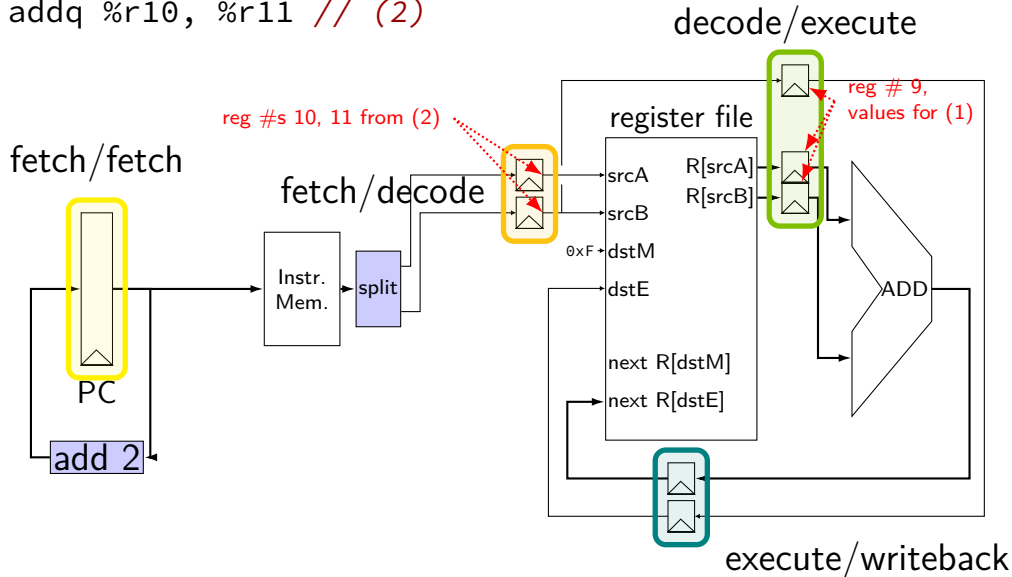 addq %r10, %r11 // (2)
decode/execute
reg # 9,
values for (1)
reg #s 10, 11 from (2)
register file
fetch/fetch
fetch/decode
srcA
R[srcA]
srcB
R[srcB]
0xF
dstM
Instr.
Mem.
split
dstE
ADD
next R[dstM]
PC
next R[dstE]
add 2
execute/writeback